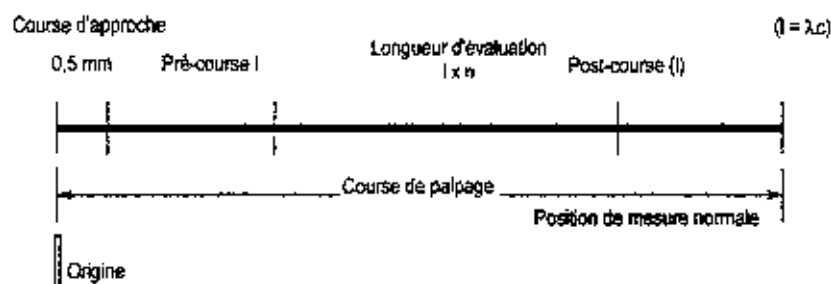 Course d'approche
(l = λc)
0,5 mm
Pré-course l
Longueur d'évaluation
l x n
Post-course (l)
Course de palpage
Position de mesure normale
Origine